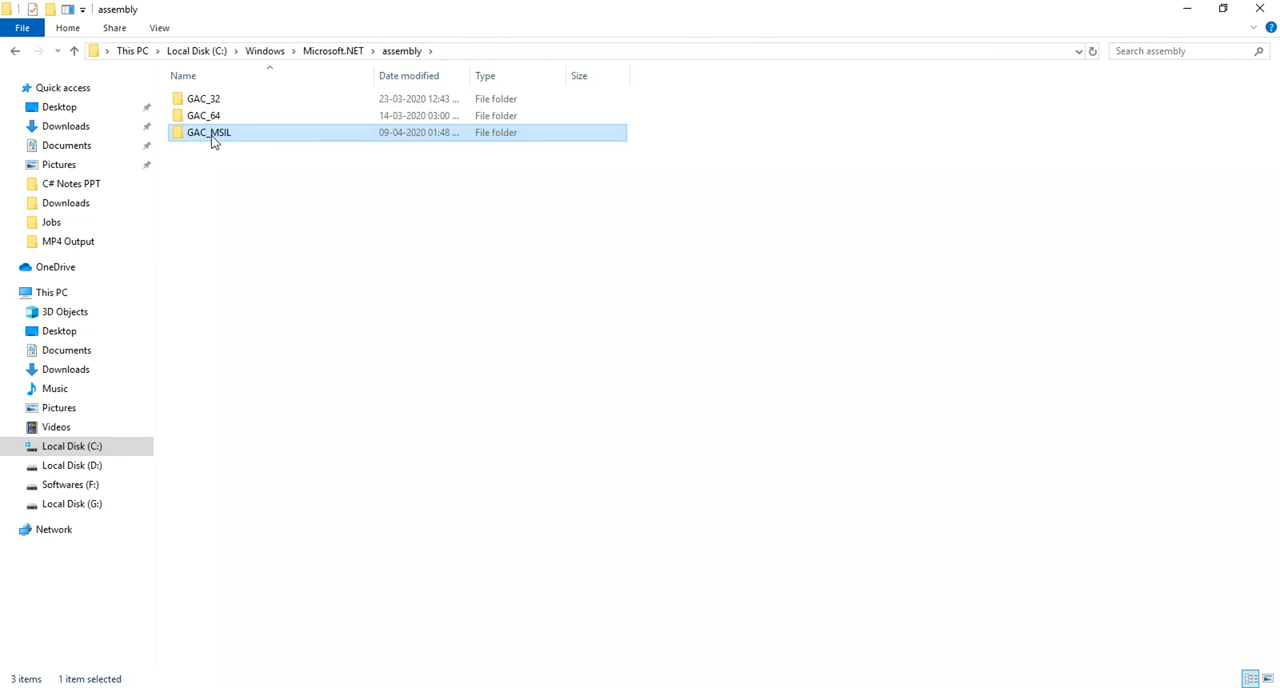 assembly
File Home Share View
This PC Local Disk (C:) Windows Microsoft.NET assembly Search assembly
Name Date modified Type Size
GAC_32 23-03-2020 12:43 ... File folder
GAC_64 14-03-2020 03:00 ... File folder
GAC_MSIL 09-04-2020 01:48 ... File folder
Quick access
Desktop
Downloads
Documents
Pictures
C# Notes PPT
Downloads
Jobs
MP4 Output
OneDrive
This PC
3D Objects
Desktop
Documents
Downloads
Music
Pictures
Videos
Local Disk (C:)
Local Disk (D:)
Softwares (F:)
Local Disk (G:)
Network
3 items 1 item selected